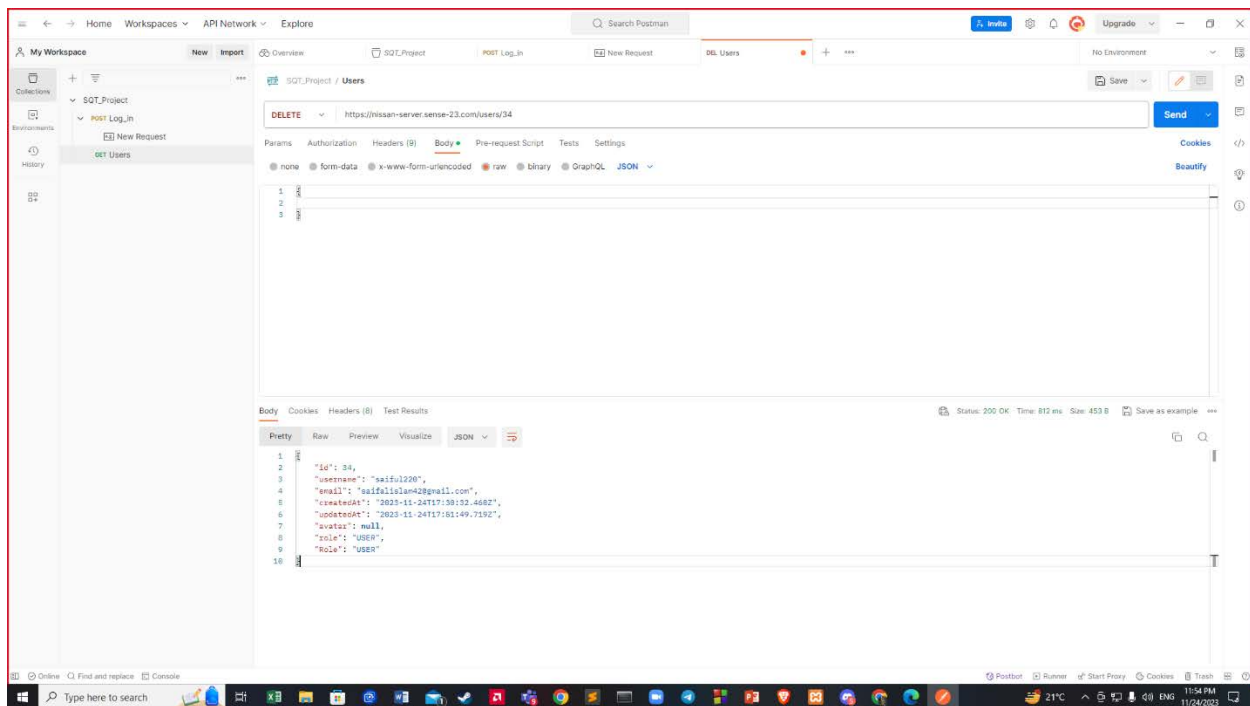 Home Workspaces API Network Explore Search Postman Invite Upgrade
My Workspace New Import Overview SQT_Project POST Log_in New Request DEL Users No Environment
Collections
SQT_Project / Users Save
SQT_Project
POST Log_in
Environments
New Request
GET Users
History
DELETE https://nissan-server.sense-23.com/users/34 Send
Params Authorization Headers (9) Body Pre-request Script Tests Settings Cookies
none form-data x-www-form-urlencoded raw binary GraphQL JSON Beautify
1 {
2
3 }
Body Cookies Headers (8) Test Results Status: 200 OK Time: 812 ms Size: 453 B Save as example
Pretty Raw Preview Visualize JSON
1 {
2 "id": 34,
3 "username": "saiful220",
4 "email": "saifalislam42@gmail.com",
5 "createdAt": "2023-11-24T17:38:32.468Z",
6 "updatedAt": "2023-11-24T17:51:49.719Z",
7 "avatar": null,
8 "role": "USER",
9 "Role": "USER"
10 }
Online Find and replace Console Postbot Runner Start Proxy Cookies Trash
Type here to search 21°C ENG 11:54 PM
11/24/2023